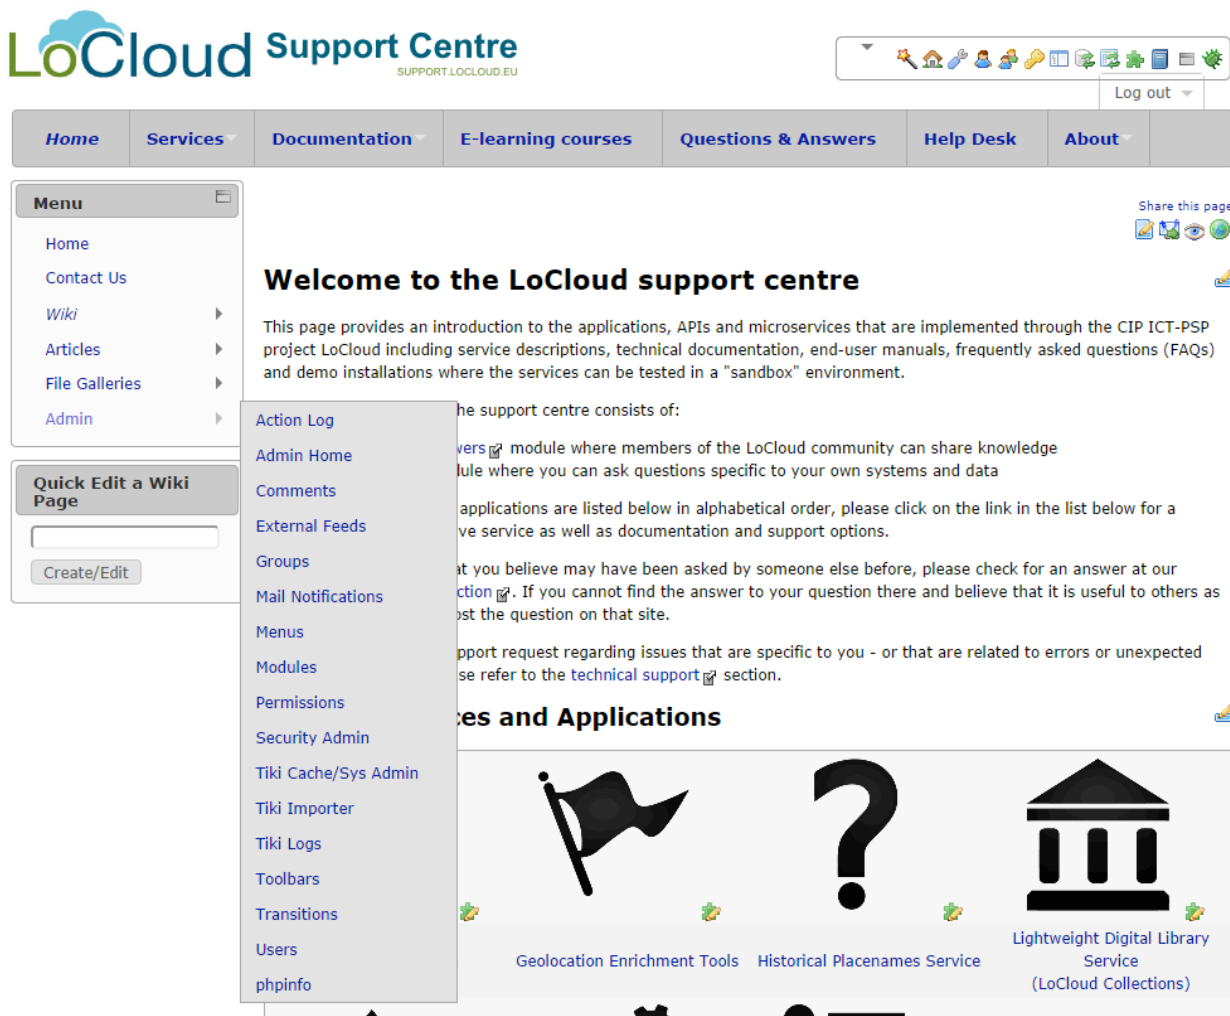 LoCloud Support Centre
SUPPORT.LOCLOUD.EU
Log out
Home Services Documentation E-learning courses Questions & Answers Help Desk About
Menu
Home
Contact Us
Wiki
Articles
File Galleries
Admin
Quick Edit a Wiki
Page
Create/Edit
Action Log
Admin Home
Comments
External Feeds
Groups
Mail Notifications
Menus
Modules
Permissions
Security Admin
Tiki Cache/Sys Admin
Tiki Importer
Tiki Logs
Toolbars
Transitions
Users
phpinfo
Share this page
Welcome to the LoCloud support centre
This page provides an introduction to the applications, APIs and microservices that are implemented through the CIP ICT-PSP
project LoCloud including service descriptions, technical documentation, end-user manuals, frequently asked questions (FAQs)
and demo installations where the services can be tested in a "sandbox" environment.
the support centre consists of:
wers module where members of the LoCloud community can share knowledge
dule where you can ask questions specific to your own systems and data
applications are listed below in alphabetical order, please click on the link in the list below for a
ve service as well as documentation and support options.
at you believe may have been asked by someone else before, please check for an answer at our
ction. If you cannot find the answer to your question there and believe that it is useful to others as
ost the question on that site.
pport request regarding issues that are specific to you - or that are related to errors or unexpected
se refer to the technical support section.
ces and Applications
Geolocation Enrichment Tools
Historical Placenames Service
Lightweight Digital Library
Service
(LoCloud Collections)